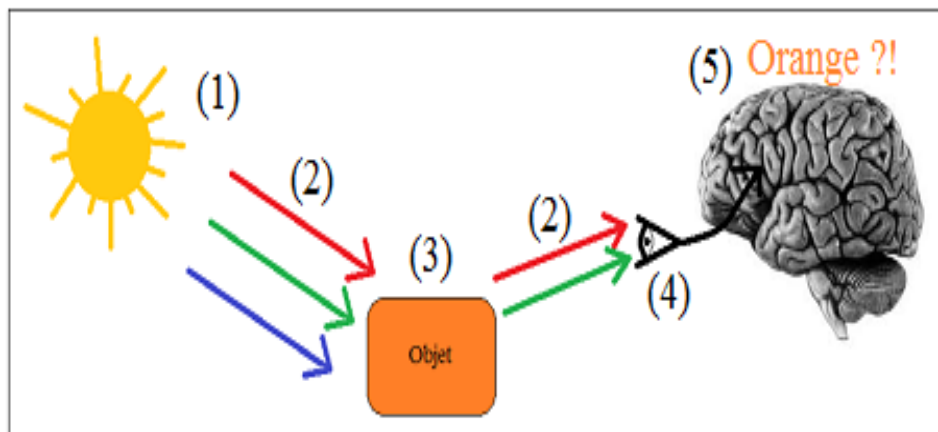 (1)
(2)
(3)
(2)
(4)
(5) Orange ?!
Objet